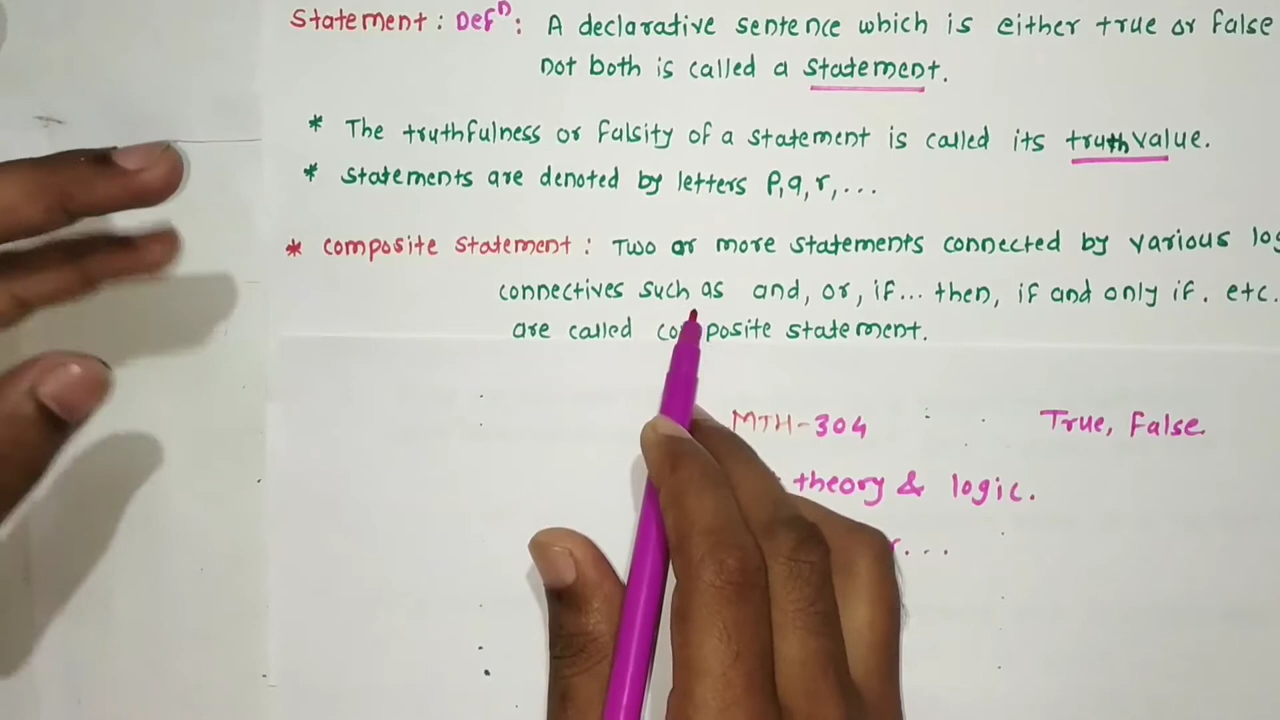 Statement: Defⁿ: A declarative sentence which is either true or false
not both is called a statement.
* The truthfulness or falsity of a statement is called its truth value.
* statements are denoted by letters p, q, r, ...
* composite statement: Two or more statements connected by various
connectives such as and, or, if... then, if and only if. etc.
are called composite statement.
MTH-304
True, False.
theory & logic.
...